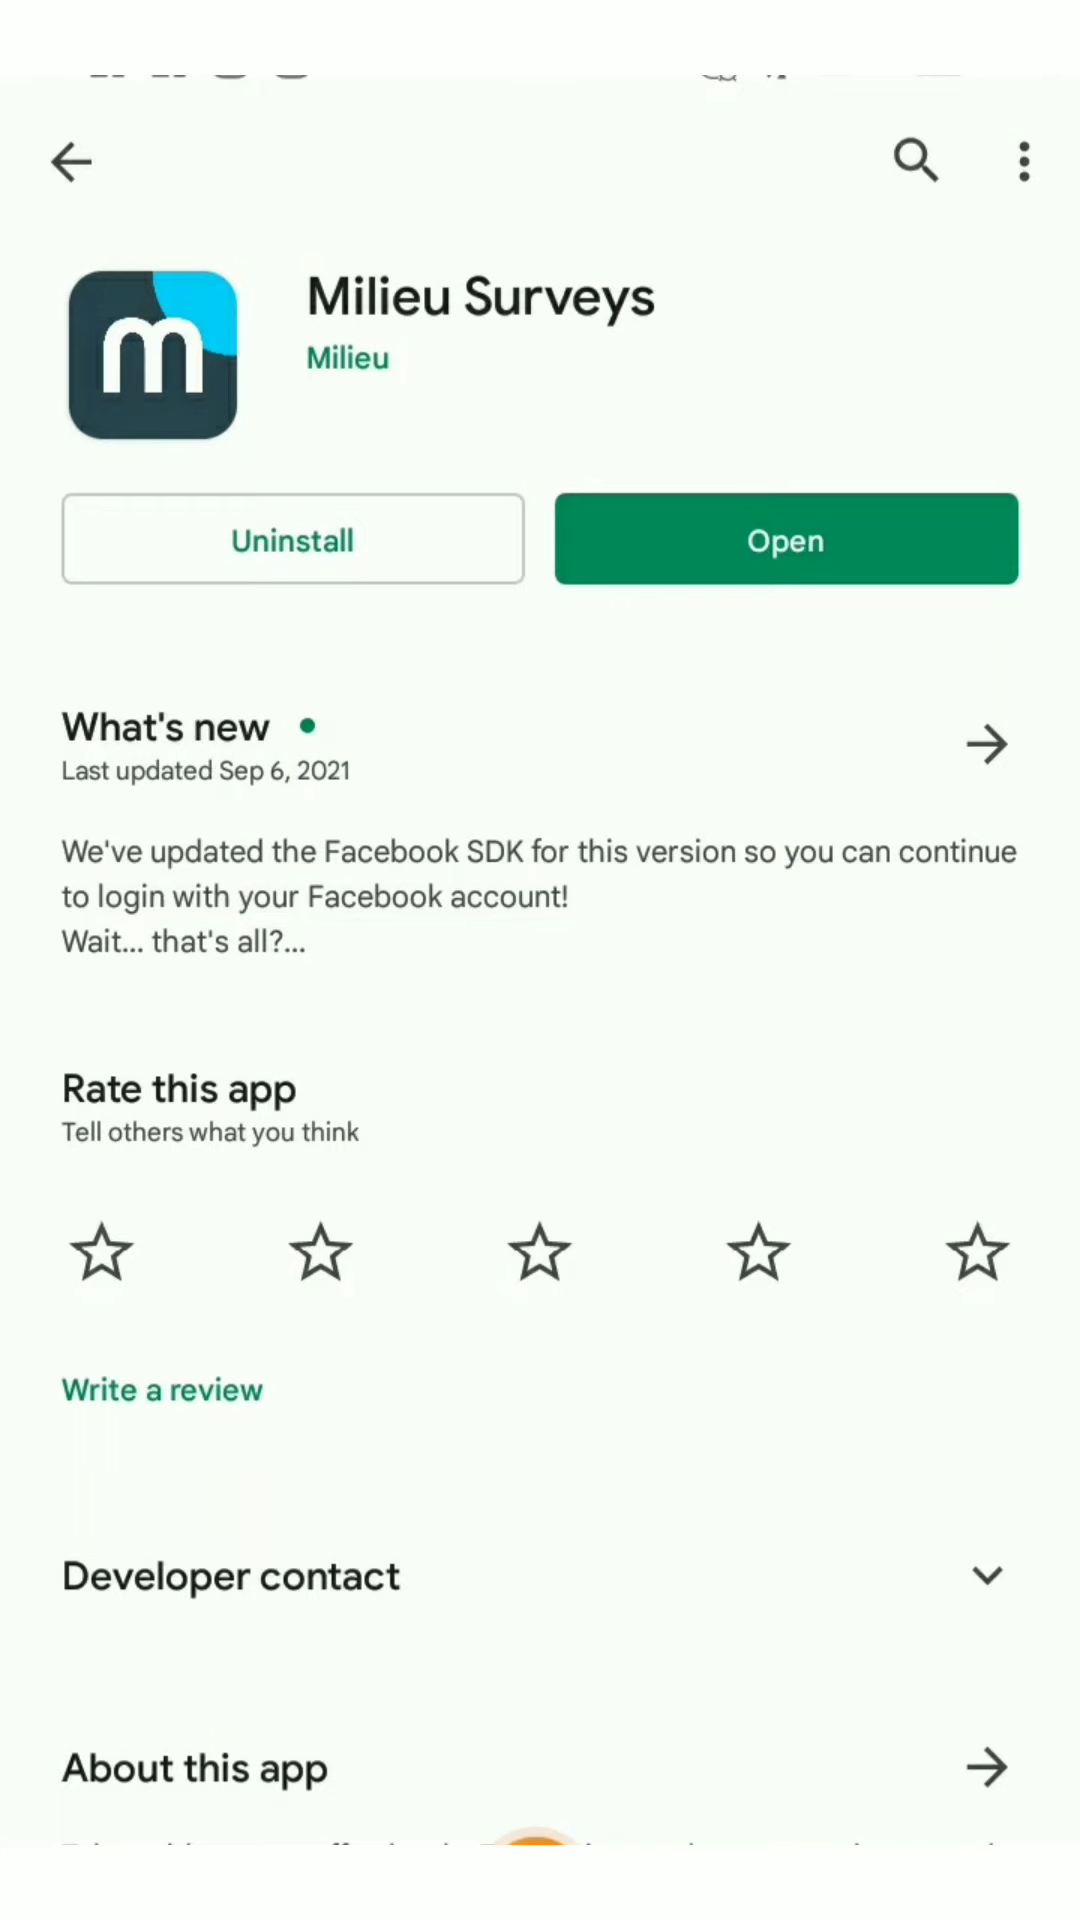 Milieu Surveys
m
Milieu
Uninstall
Open
What's new
Last updated Sep 6, 2021
We've updated the Facebook SDK for this version so you can continue
to login with your Facebook account!
Wait... that's all?...
Rate this app
Tell others what you think
Write a review
Developer contact
About this app